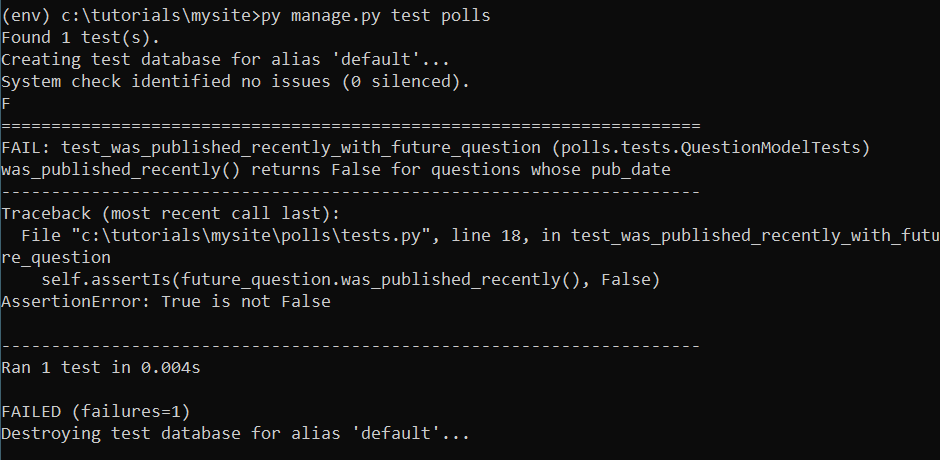 (env) c:\tutorials\mysite>py manage.py test polls
Found 1 test(s).
Creating test database for alias 'default'...
System check identified no issues (0 silenced).
F
======================================================================
FAIL: test_was_published_recently_with_future_question (polls.tests.QuestionModelTests)
was_published_recently() returns False for questions whose pub_date
----------------------------------------------------------------------
Traceback (most recent call last):
  File "c:\tutorials\mysite\polls\tests.py", line 18, in test_was_published_recently_with_futu
re_question
    self.assertIs(future_question.was_published_recently(), False)
AssertionError: True is not False

----------------------------------------------------------------------
Ran 1 test in 0.004s

FAILED (failures=1)
Destroying test database for alias 'default'...